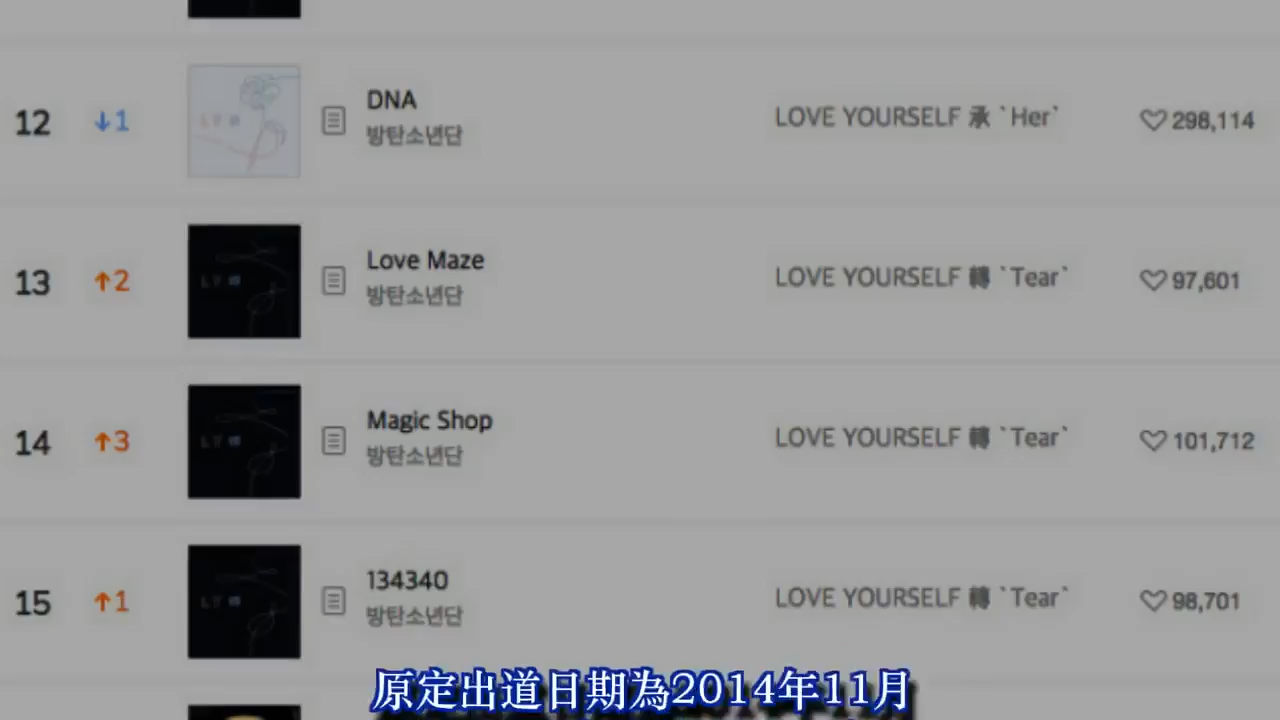 12 ↓1 DNA LOVE YOURSELF 承 `Her` ♡ 298,114
방탄소년단
13 ↑2 Love Maze LOVE YOURSELF 轉 `Tear` ♡ 97,601
방탄소년단
14 ↑3 Magic Shop LOVE YOURSELF 轉 `Tear` ♡ 101,712
방탄소년단
15 ↑1 134340 LOVE YOURSELF 轉 `Tear` ♡ 98,701
방탄소년단
原定出道日期為2014年11月